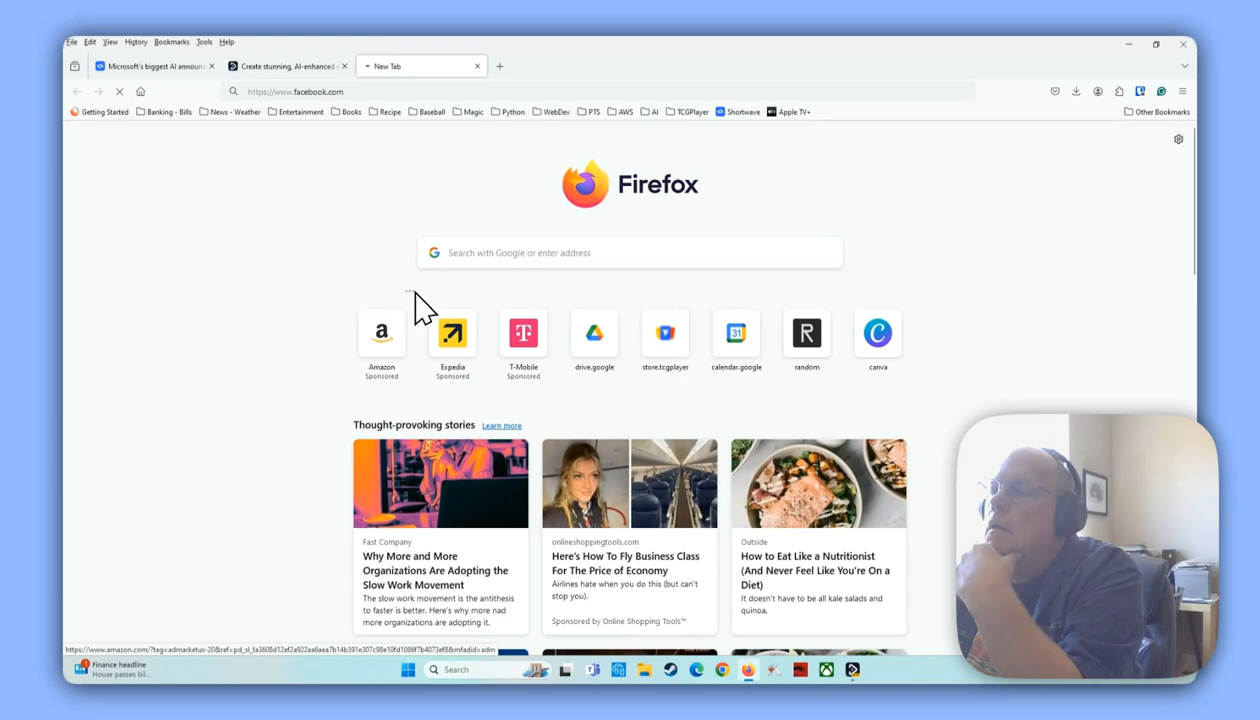 File Edit View History Bookmarks Tools Help
Microsoft's biggest AI announc Create stunning, AI-enhanced s New Tab
https://www.facebook.com
Getting Started Banking - Bills News - Weather Entertainment Books Recipe Baseball Magic Python WebDev PTS AWS AI TCGPlayer Shortwave Apple TV+ Other Bookmarks
Firefox
Search with Google or enter address
Amazon Expedia T-Mobile drive.google store.tcgplayer calendar.google random canva
Sponsored Sponsored Sponsored
Thought-provoking stories Learn more
Fast Company
Why More and More
Organizations Are Adopting the
Slow Work Movement
The slow work movement is the antithesis
to faster is better. Here's why more nad
more organizations are adopting it.
onlineshoppingtools.com
Here's How To Fly Business Class
For The Price of Economy
Airlines hate when you do this (but can't
stop you).
Sponsored by Online Shopping Tools™
Outside
How to Eat Like a Nutritionist
(And Never Feel Like You're On a
Diet)
It doesn't have to be all kale salads and
quinoa.
Finance headline
House passes bil...
Search